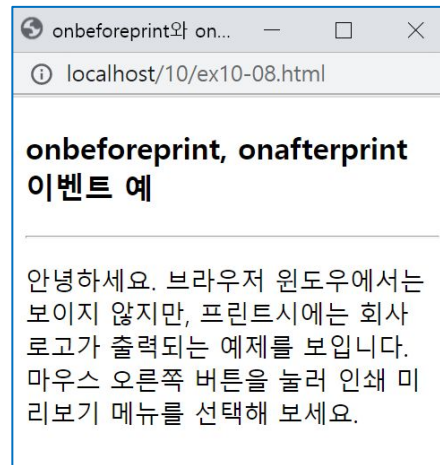 onbeforeprint와 on...
localhost/10/ex10-08.html
onbeforeprint, onafterprint
이벤트 예
안녕하세요. 브라우저 윈도우에서는
보이지 않지만, 프린트시에는 회사
로고가 출력되는 예제를 보입니다.
마우스 오른쪽 버튼을 눌러 인쇄 미
리보기 메뉴를 선택해 보세요.